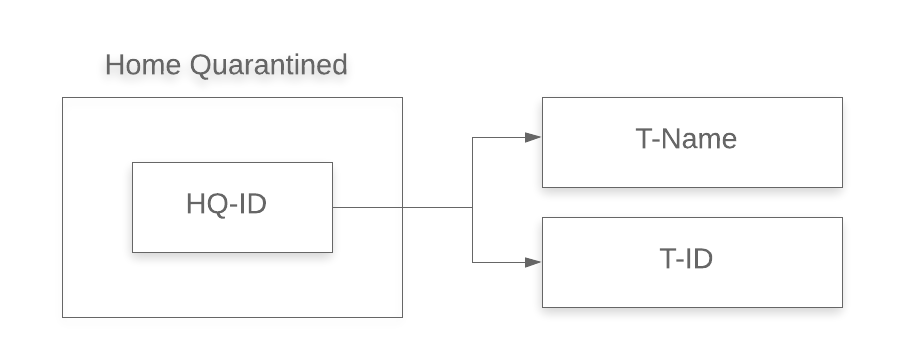 Home Quarantined
HQ-ID
T-Name
T-ID